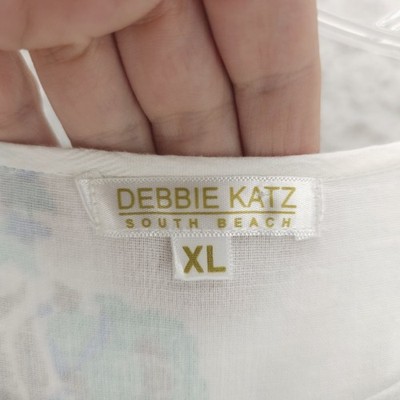 DEBBIE KATZ
SOUTH BEACH
XL